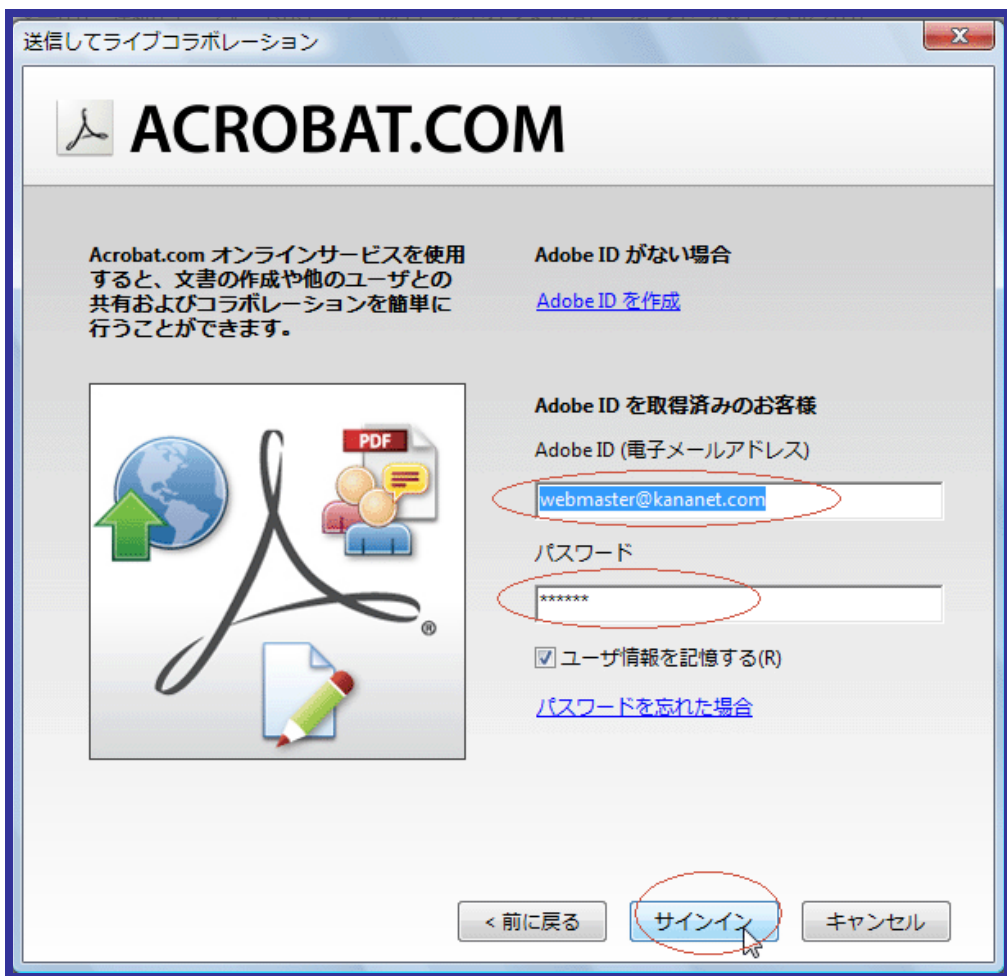 送信してライブコラボレーション
ACROBAT.COM
Acrobat.com オンラインサービスを使用
すると、文書の作成や他のユーザとの
共有およびコラボレーションを簡単に
行うことができます。
PDF
®
Adobe ID がない場合
Adobe ID を作成
Adobe ID を取得済みのお客様
Adobe ID (電子メールアドレス)
webmaster@kananet.com
パスワード
******
ユーザ情報を記憶する(R)
パスワードを忘れた場合
< 前に戻る
サインイン
キャンセル